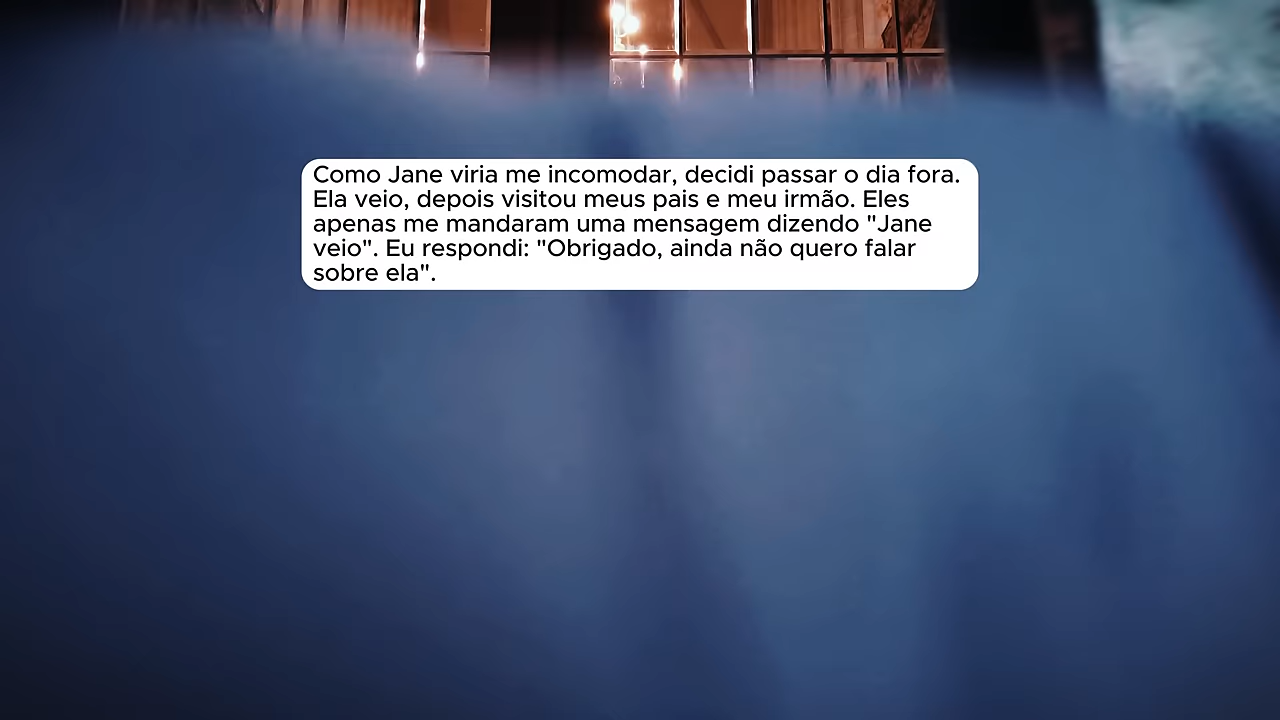 Como Jane viria me incomodar, decidi passar o dia fora.
Ela veio, depois visitou meus pais e meu irmão. Eles
apenas me mandaram uma mensagem dizendo "Jane
veio". Eu respondi: "Obrigado, ainda não quero falar
sobre ela".